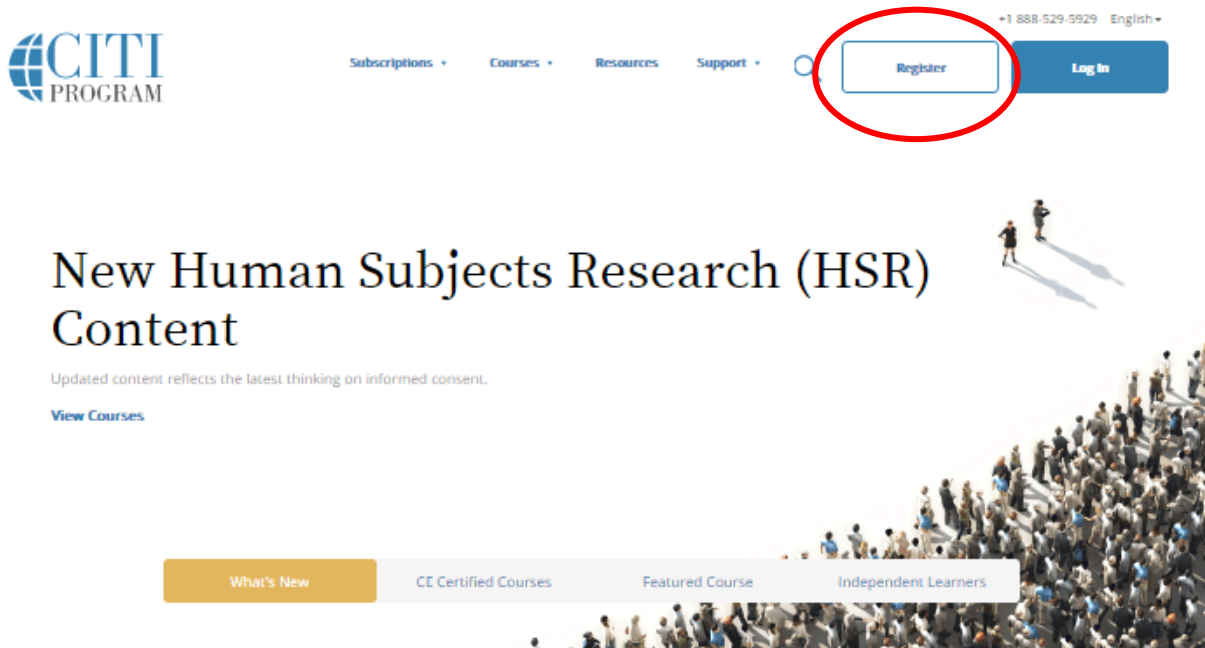 +1 888-529-5929 English
CITI
PROGRAM
Subscriptions
Courses
Resources
Support
Register
Log In
New Human Subjects Research (HSR)
Content
Updated content reflects the latest thinking on informed consent.
View Courses
What's New
CE Certified Courses
Featured Course
Independent Learners